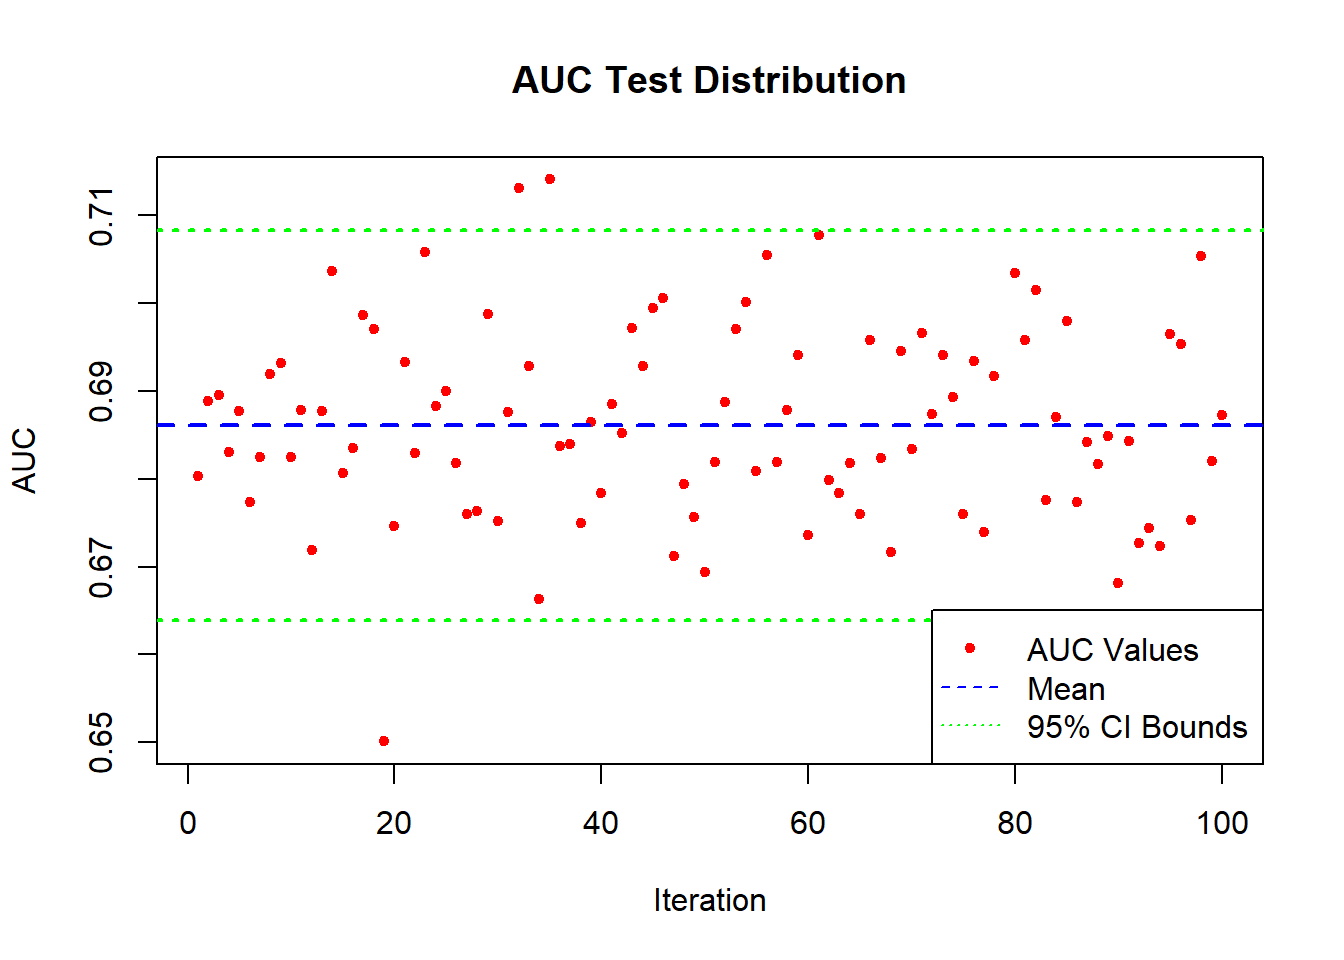 AUC Test Distribution
AUC
0.71
0.69
0.67
0.65
AUC Values
Mean
95% CI Bounds
0 20 40 60 80 100
Iteration